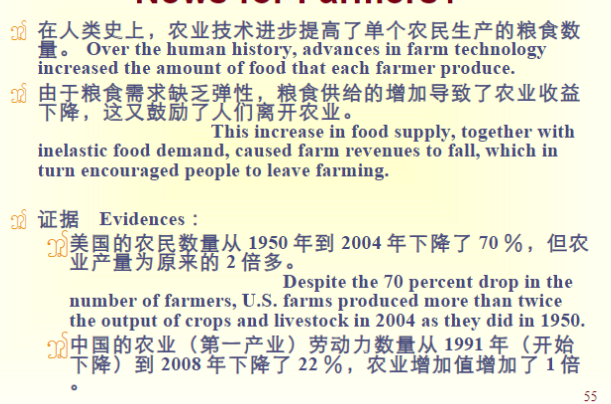 News for Farmers?
在人类史上，农业技术进步提高了单个农民生产的粮食数
量。 Over the human history, advances in farm technology
increased the amount of food that each farmer produce.
由于粮食需求缺乏弹性，粮食供给的增加导致了农业收益
下降，这又鼓励了人们离开农业。
This increase in food supply, together with
inelastic food demand, caused farm revenues to fall, which in
turn encouraged people to leave farming.
证据 Evidences：
美国的农民数量从 1950 年到 2004 年下降了 70 %，但农
业产量为原来的 2 倍多。
Despite the 70 percent drop in the
number of farmers, U.S. farms produced more than twice
the output of crops and livestock in 2004 as they did in 1950.
中国的农业（第一产业）劳动力数量从 1991 年（开始
下降）到 2008 年下降了 22 %，农业增加值增加了 1 倍
。
55